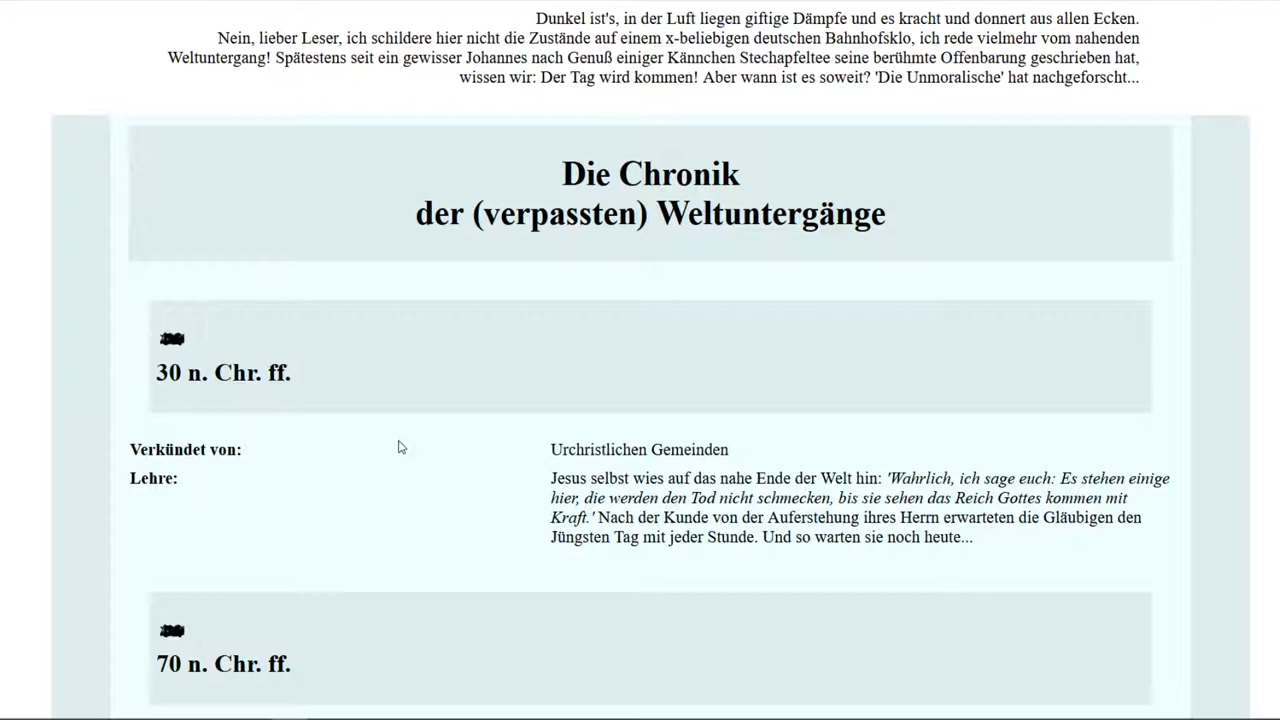 Dunkel ist's, in der Luft liegen giftige Dämpfe und es kracht und donnert aus allen Ecken.
Nein, lieber Leser, ich schildere hier nicht die Zustände auf einem x-beliebigen deutschen Bahnhofsklo, ich rede vielmehr vom nahenden
Weltuntergang! Spätestens seit ein gewisser Johannes nach Genuß einiger Kännchen Stechapfeltee seine berühmte Offenbarung geschrieben hat,
wissen wir: Der Tag wird kommen! Aber wann ist es soweit? 'Die Unmoralische' hat nachgeforscht...
Die Chronik
der (verpassten) Weltuntergänge
30 n. Chr. ff.
Verkündet von:
Urchristlichen Gemeinden
Lehre:
Jesus selbst wies auf das nahe Ende der Welt hin: 'Wahrlich, ich sage euch: Es stehen einige
hier, die werden den Tod nicht schmecken, bis sie sehen das Reich Gottes kommen mit
Kraft.' Nach der Kunde von der Auferstehung ihres Herrn erwarteten die Gläubigen den
Jüngsten Tag mit jeder Stunde. Und so warten sie noch heute...
70 n. Chr. ff.